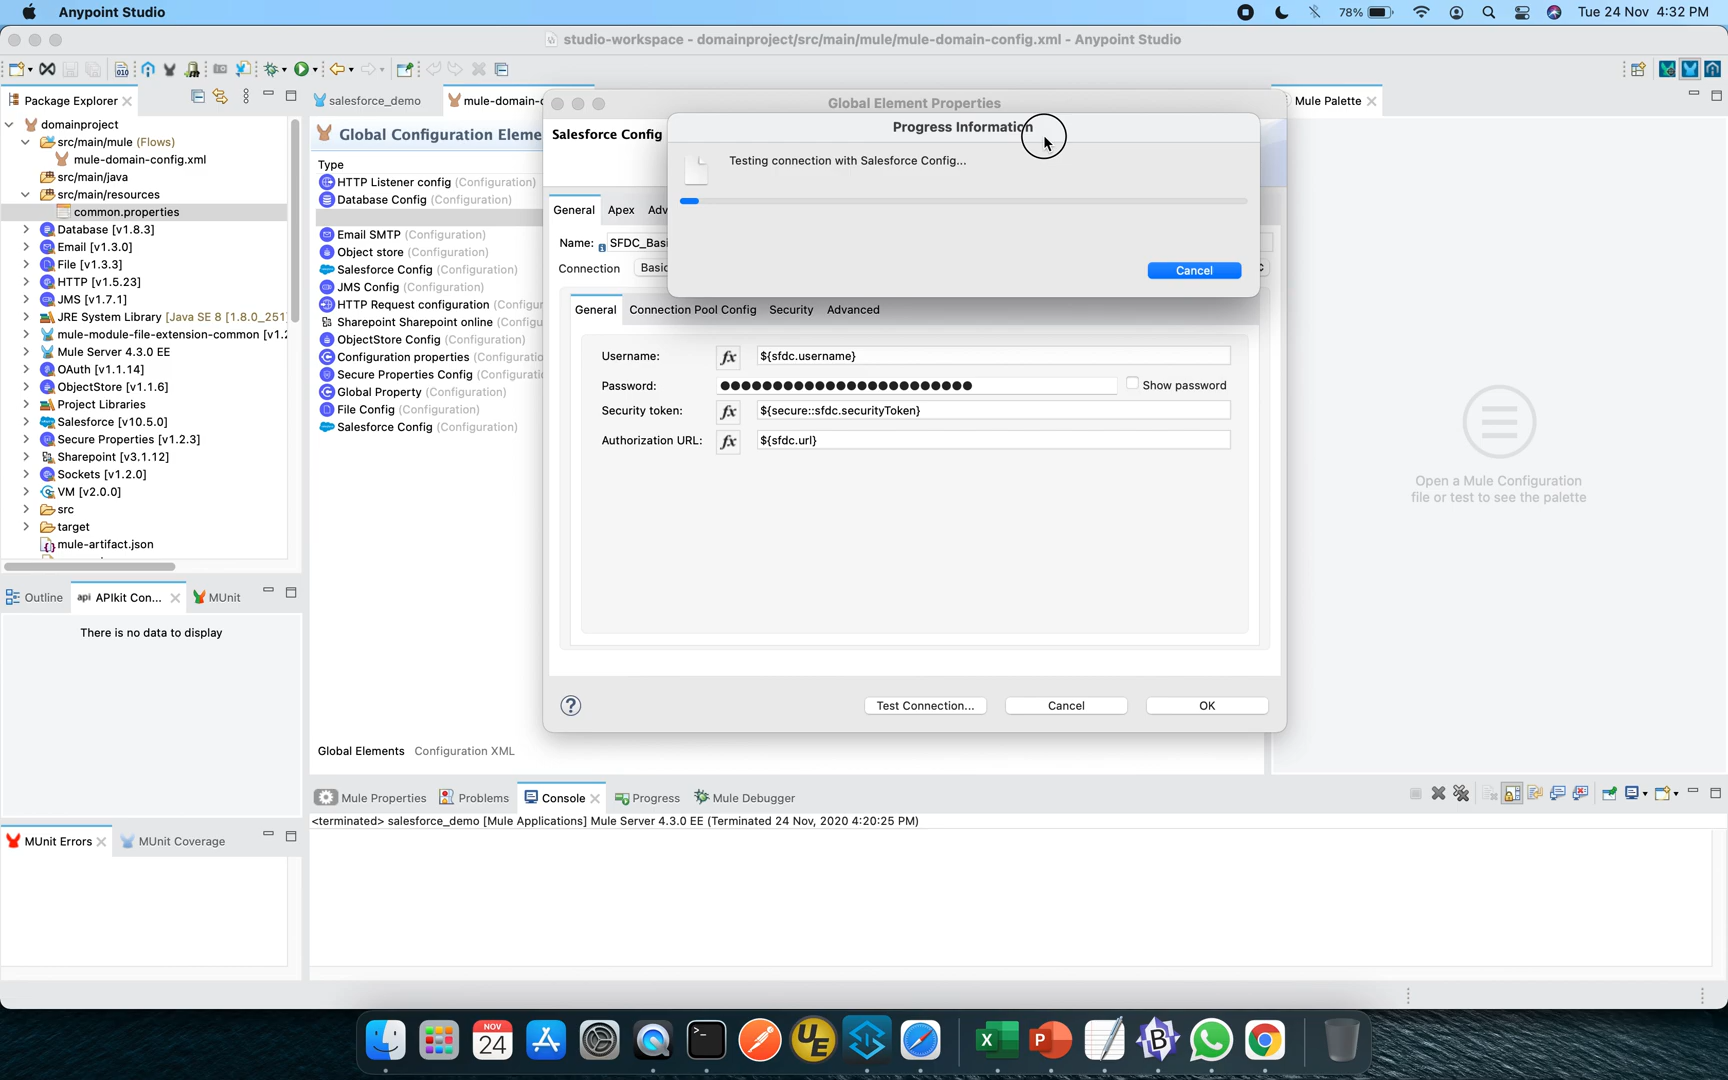 Anypoint Studio
78%
Tue 24 Nov 4:32 PM
studio-workspace - domainproject/src/main/mule/mule-domain-config.xml - Anypoint Studio
Package Explorer
domainproject
src/main/mule (Flows)
mule-domain-config.xml
src/main/java
src/main/resources
common.properties
Database [v1.8.3]
Email [v1.3.0]
File [v1.3.3]
HTTP [v1.5.23]
JMS [v1.7.1]
JRE System Library [Java SE 8 [1.8.0_251]
mule-module-file-extension-common [v1.2
Mule Server 4.3.0 EE
OAuth [v1.1.14]
ObjectStore [v1.1.6]
Project Libraries
Salesforce [v10.5.0]
Secure Properties [v1.2.3]
Sharepoint [v3.1.12]
Sockets [v1.2.0]
VM [v2.0.0]
src
target
mule-artifact.json
salesforce_demo
mule-domain-c
Global Configuration Eleme
Type
HTTP Listener config (Configuration)
Database Config (Configuration)
Email SMTP (Configuration)
Object store (Configuration)
Salesforce Config (Configuration)
JMS Config (Configuration)
HTTP Request configuration (Configur
Sharepoint Sharepoint online (Configu
ObjectStore Config (Configuration)
Configuration properties (Configuratio
Secure Properties Config (Configurati
Global Property (Configuration)
File Config (Configuration)
Salesforce Config (Configuration)
Global Elements
Configuration XML
Global Element Properties
Salesforce Config
General
Apex
Adv
Name:
SFDC_Basi
Connection
Basic
Progress Information
Testing connection with Salesforce Config...
Cancel
General
Connection Pool Config
Security
Advanced
Username:
fx
${sfdc.username}
Password:
●●●●●●●●●●●●●●●●●●●●●●●●
Show password
Security token:
fx
${secure::sfdc.securityToken}
Authorization URL:
fx
${sfdc.url}
?
Test Connection...
Cancel
OK
Mule Palette
Open a Mule Configuration
file or test to see the palette
Outline
api APIkit Con...
MUnit
There is no data to display
MUnit Errors
MUnit Coverage
Mule Properties
Problems
Console
Progress
Mule Debugger
<terminated> salesforce_demo [Mule Applications] Mule Server 4.3.0 EE (Terminated 24 Nov, 2020 4:20:25 PM)
NOV
24
UE
X
P
B